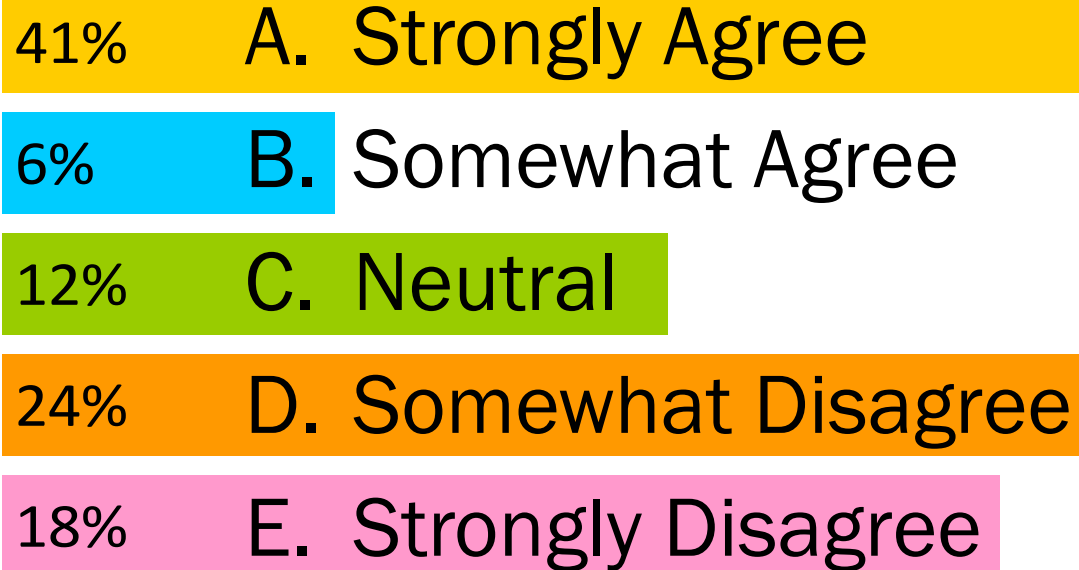 41% A. Strongly Agree
6% B. Somewhat Agree
12% C. Neutral
24% D. Somewhat Disagree
18% E. Strongly Disagree